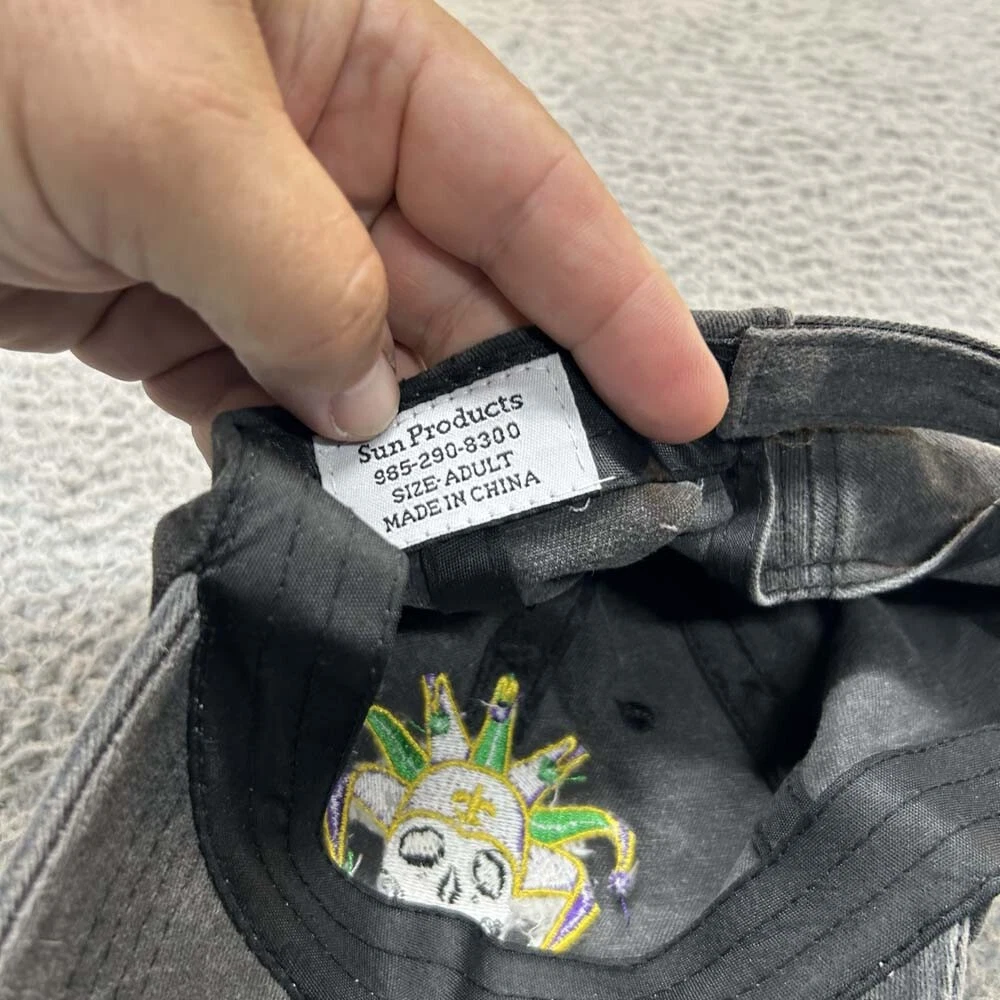 Sun Products
985-290-8300
SIZE-ADULT
MADE IN CHINA